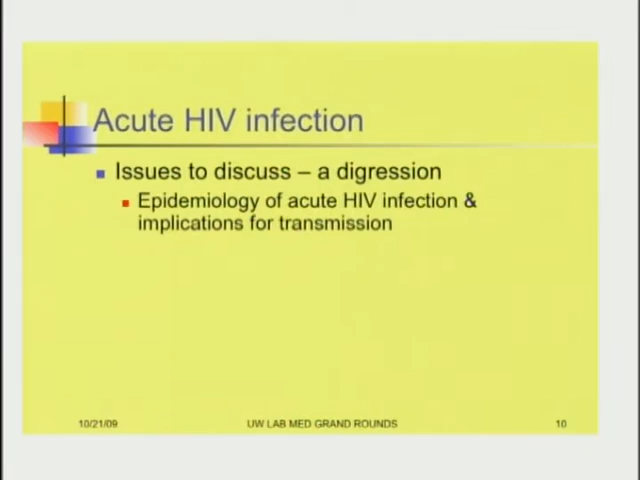 Acute HIV infection
Issues to discuss – a digression
Epidemiology of acute HIV infection &
implications for transmission
10/21/09 UW LAB MED GRAND ROUNDS 10